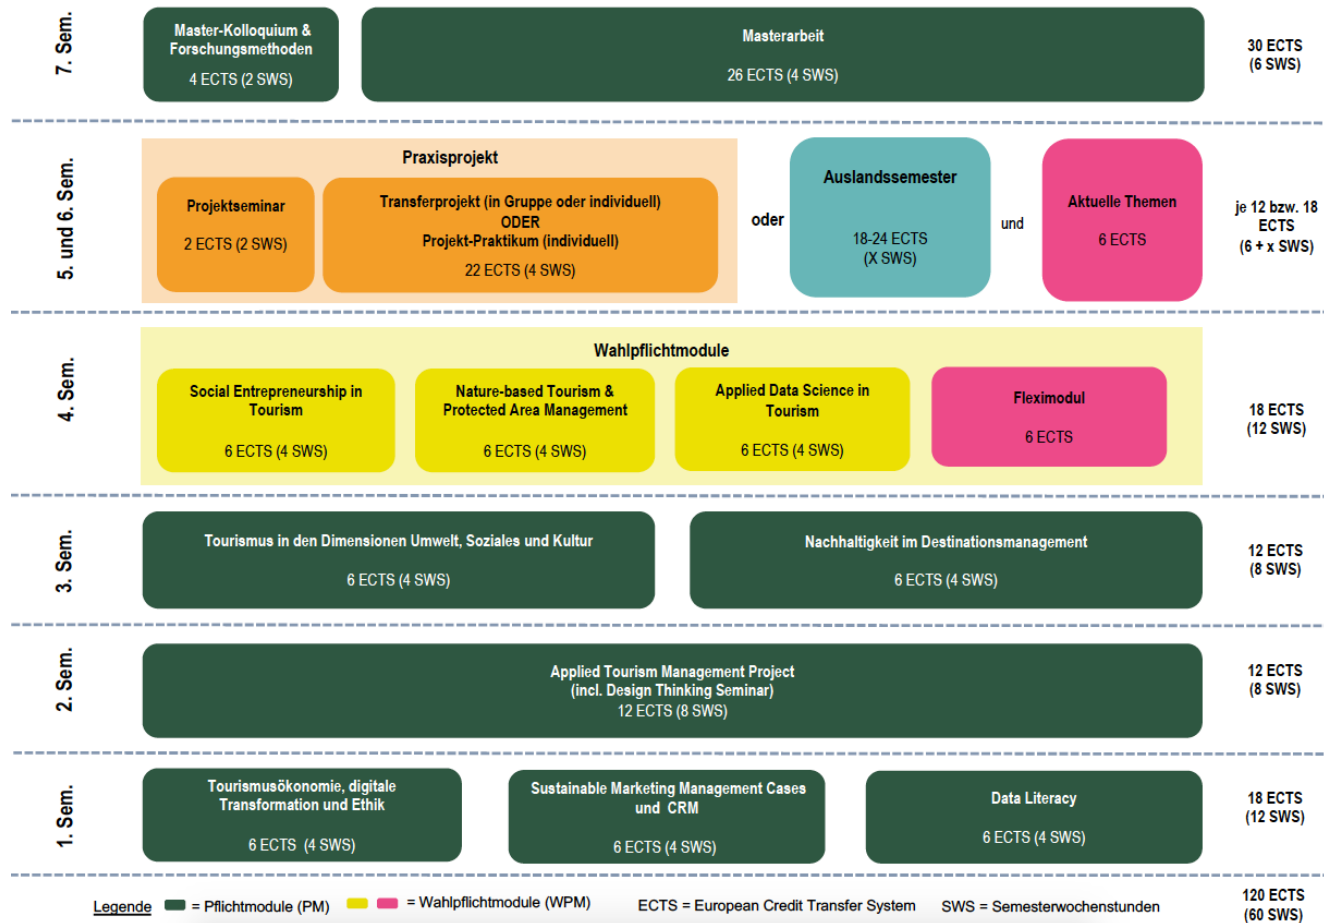 7. Sem.
Master-Kolloquium &
Forschungsmethoden
4 ECTS (2 SWS)
Masterarbeit
26 ECTS (4 SWS)
30 ECTS
(6 SWS)
5. und 6. Sem.
Praxisprojekt
Projektseminar
2 ECTS (2 SWS)
Transferprojekt (in Gruppe oder individuell)
ODER
Projekt-Praktikum (individuell)
22 ECTS (4 SWS)
oder
Auslandssemester
18-24 ECTS
(X SWS)
und
Aktuelle Themen
6 ECTS
je 12 bzw. 18
ECTS
(6 + x SWS)
4. Sem.
Wahlpflichtmodule
Social Entrepreneurship in
Tourism
6 ECTS (4 SWS)
Nature-based Tourism &
Protected Area Management
6 ECTS (4 SWS)
Applied Data Science in
Tourism
6 ECTS (4 SWS)
Fleximodul
6 ECTS
18 ECTS
(12 SWS)
3. Sem.
Tourismus in den Dimensionen Umwelt, Soziales und Kultur
6 ECTS (4 SWS)
Nachhaltigkeit im Destinationsmanagement
6 ECTS (4 SWS)
12 ECTS
(8 SWS)
2. Sem.
Applied Tourism Management Project
(incl. Design Thinking Seminar)
12 ECTS (8 SWS)
12 ECTS
(8 SWS)
1. Sem.
Tourismusökonomie, digitale
Transformation und Ethik
6 ECTS (4 SWS)
Sustainable Marketing Management Cases
und CRM
6 ECTS (4 SWS)
Data Literacy
6 ECTS (4 SWS)
18 ECTS
(12 SWS)
Legende = Pflichtmodule (PM) = Wahlpflichtmodule (WPM) ECTS = European Credit Transfer System SWS = Semesterwochenstunden
120 ECTS
(60 SWS)